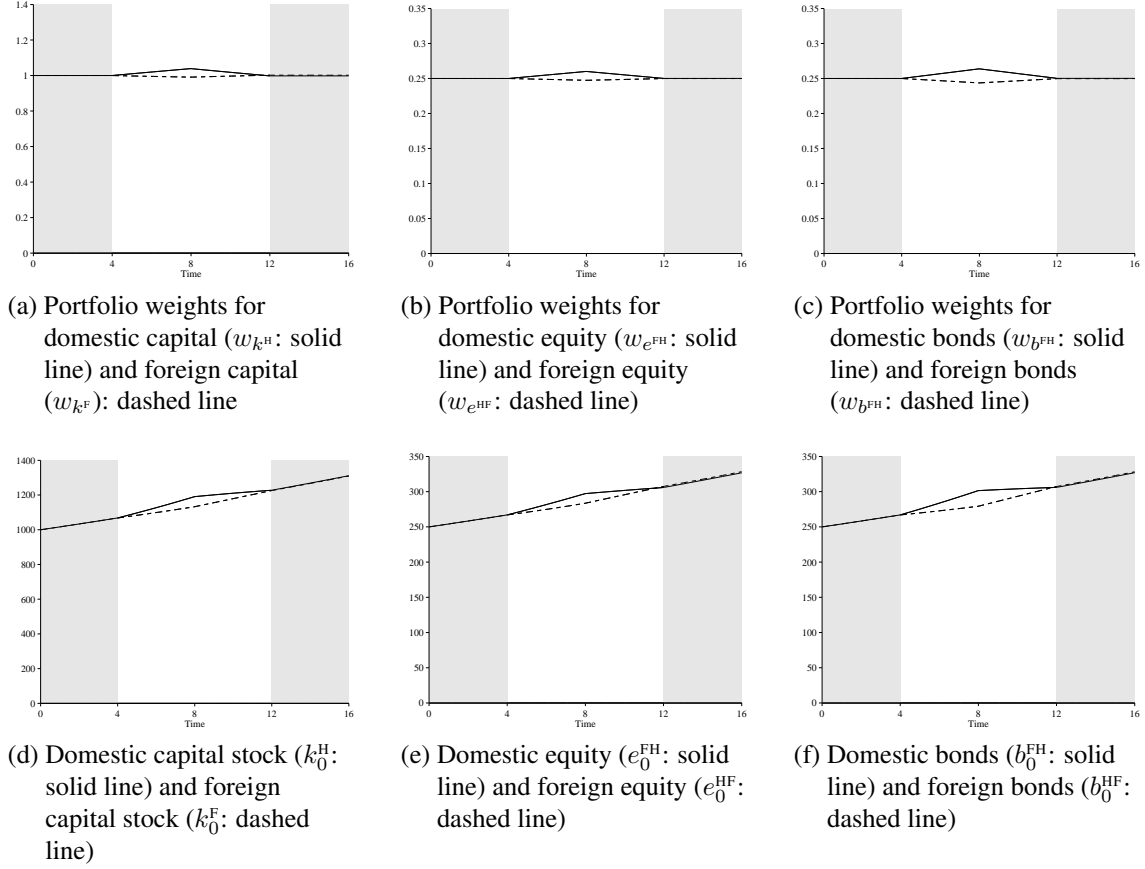 1.4
1.2
1
0.8
0.6
0.4
0.2
0
0 4 8 12 16
Time
0.35
0.3
0.25
0.2
0.15
0.1
0.05
0
0 4 8 12 16
Time
0.35
0.3
0.25
0.2
0.15
0.1
0.05
0
0 4 8 12 16
Time
(a) Portfolio weights for
domestic capital (w_{k^H}: solid
line) and foreign capital
(w_{k^F}): dashed line
(b) Portfolio weights for
domestic equity (w_{e^{FH}}: solid
line) and foreign equity
(w_{e^{HF}}: dashed line)
(c) Portfolio weights for
domestic bonds (w_{b^{FH}}: solid
line) and foreign bonds
(w_{b^{FH}}: dashed line)
1400
1200
1000
800
600
400
200
0
0 4 8 12 16
Time
350
300
250
200
150
100
50
0
0 4 8 12 16
Time
350
300
250
200
150
100
50
0
0 4 8 12 16
Time
(d) Domestic capital stock (k_0^H:
solid line) and foreign
capital stock (k_0^F: dashed
line)
(e) Domestic equity (e_0^{FH}: solid
line) and foreign equity (e_0^{HF}:
dashed line)
(f) Domestic bonds (b_0^{FH}: solid
line) and foreign bonds (b_0^{HF}:
dashed line)